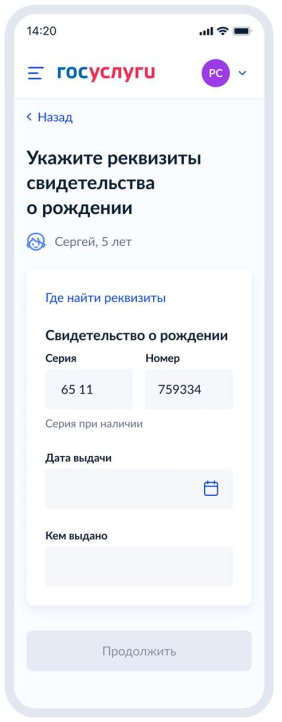 14:20
госуслуги
РС
Назад
Укажите реквизиты
свидетельства
о рождении
Сергей, 5 лет
Где найти реквизиты
Свидетельство о рождении
Серия Номер
65 11 759334
Серия при наличии
Дата выдачи
Кем выдано
Продолжить